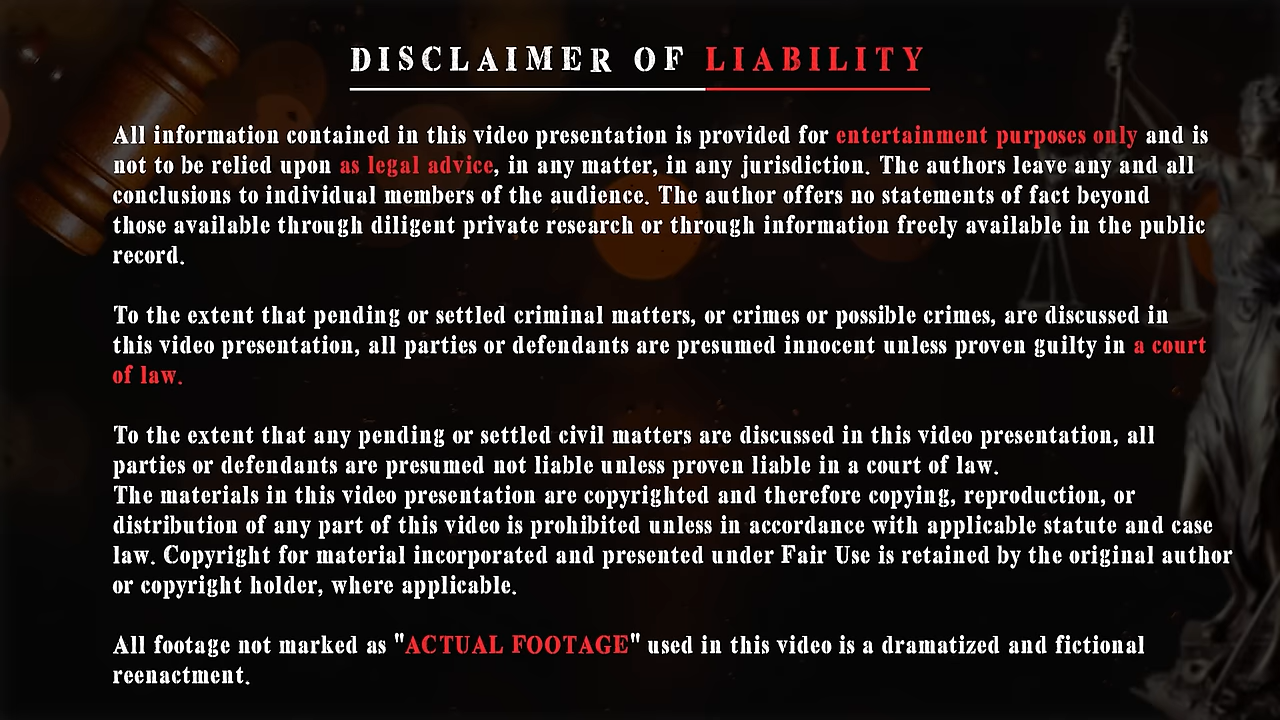 DISCLAIMER OF LIABILITY
All information contained in this video presentation is provided for entertainment purposes only and is
not to be relied upon as legal advice, in any matter, in any jurisdiction. The authors leave any and all
conclusions to individual members of the audience. The author offers no statements of fact beyond
those available through diligent private research or through information freely available in the public
record.
To the extent that pending or settled criminal matters, or crimes or possible crimes, are discussed in
this video presentation, all parties or defendants are presumed innocent unless proven guilty in a court
of law.
To the extent that any pending or settled civil matters are discussed in this video presentation, all
parties or defendants are presumed not liable unless proven liable in a court of law.
The materials in this video presentation are copyrighted and therefore copying, reproduction, or
distribution of any part of this video is prohibited unless in accordance with applicable statute and case
law. Copyright for material incorporated and presented under Fair Use is retained by the original author
or copyright holder, where applicable.
All footage not marked as "ACTUAL FOOTAGE" used in this video is a dramatized and fictional
reenactment.